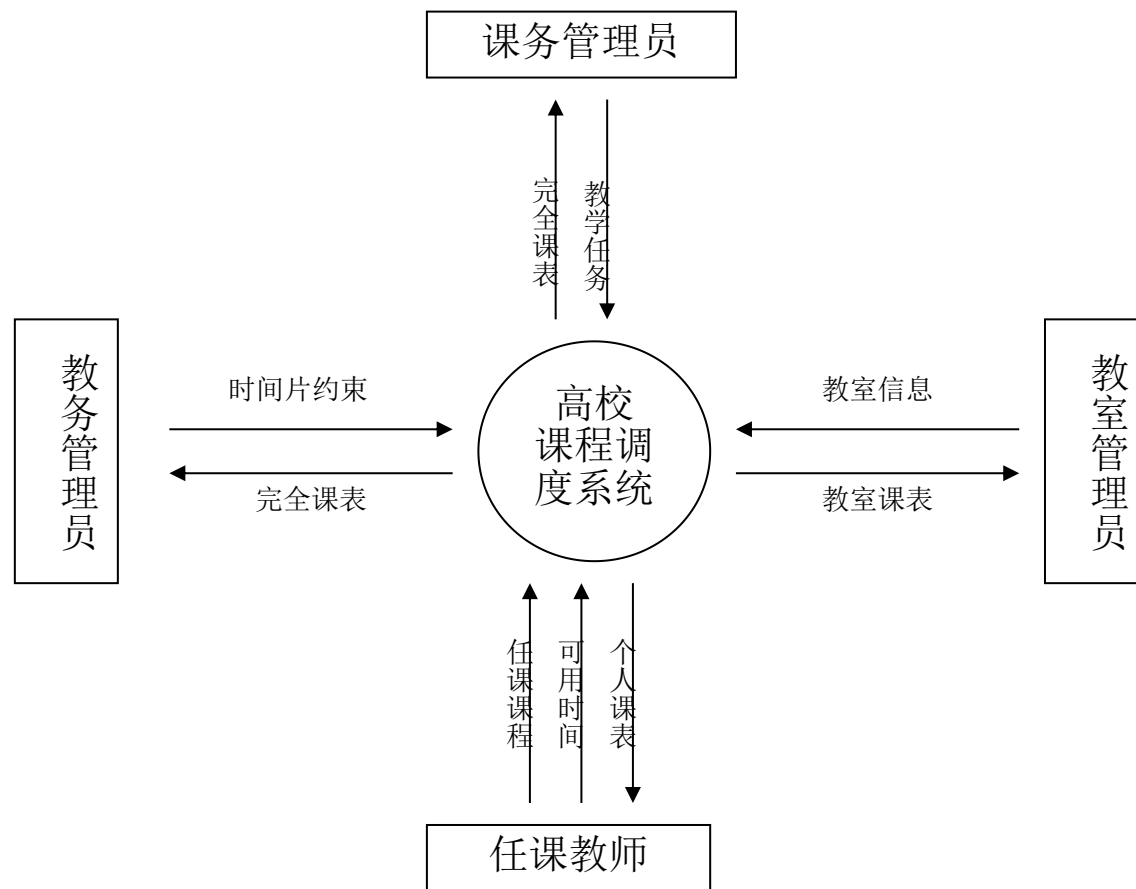 课务管理员
完全课表
教学任务
教务管理员
时间片约束
完全课表
高校
课程调
度系统
教室信息
教室课表
教室管理员
任课课程
可用时间
个人课表
任课教师